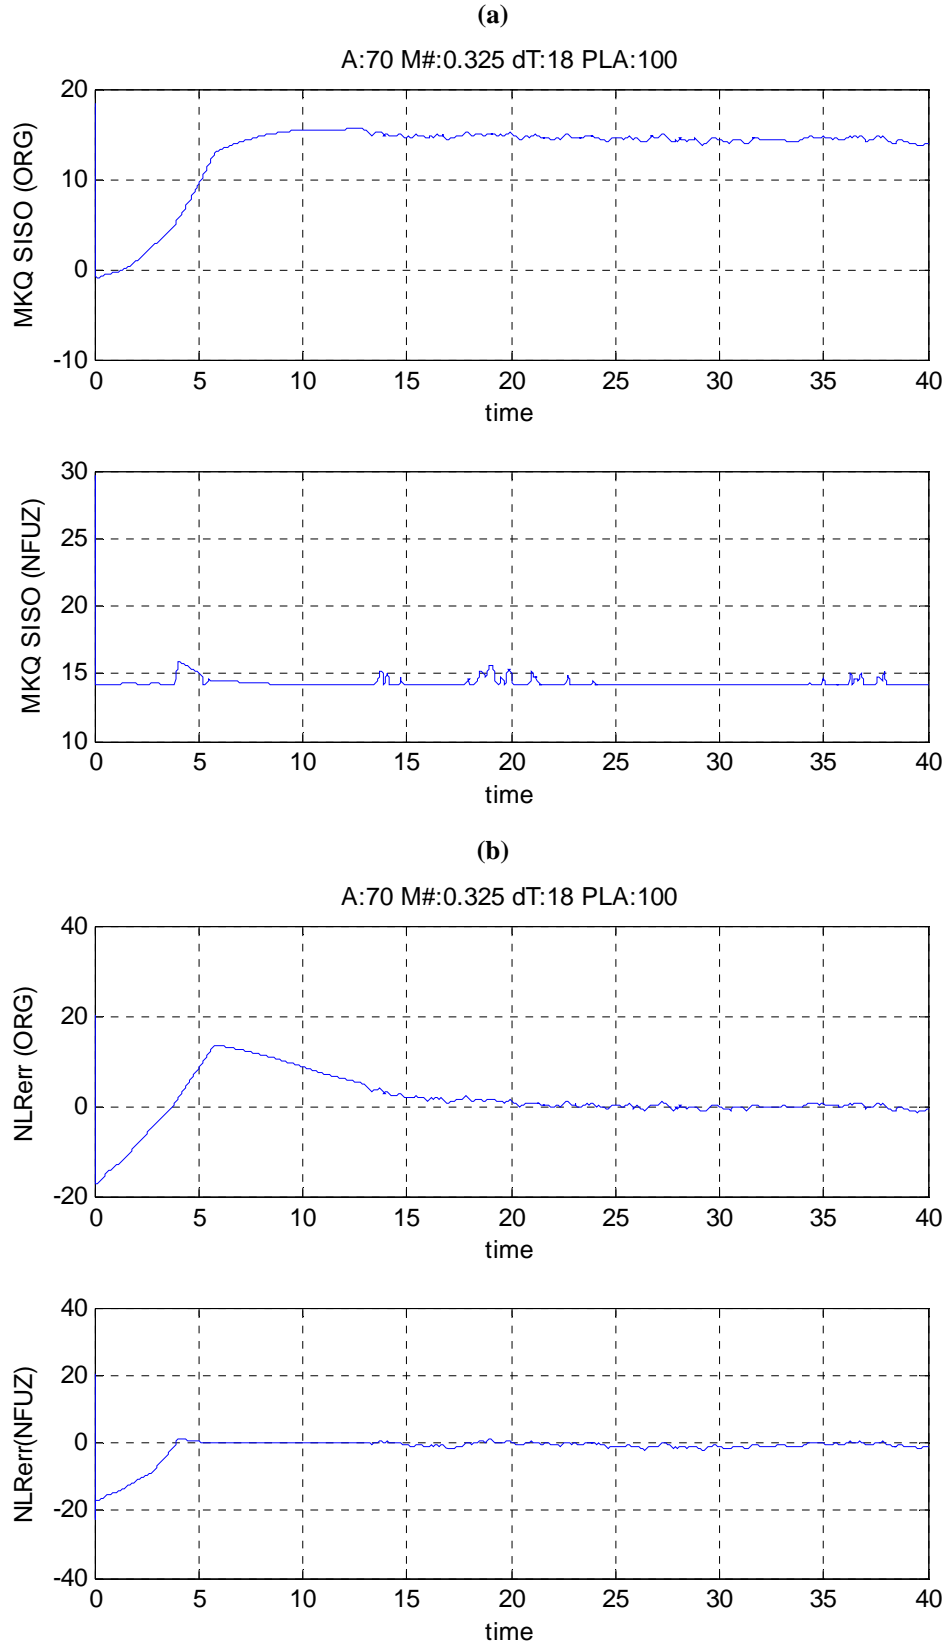 (a)
A:70 M#:0.325 dT:18 PLA:100
MKQ SISO (ORG)
20
10
0
-10
0 5 10 15 20 25 30 35 40
time
MKQ SISO (NFUZ)
30
25
20
15
10
0 5 10 15 20 25 30 35 40
time
(b)
A:70 M#:0.325 dT:18 PLA:100
NLRerr (ORG)
40
20
0
-20
0 5 10 15 20 25 30 35 40
time
NLRerr(NFUZ)
40
20
0
-20
-40
0 5 10 15 20 25 30 35 40
time